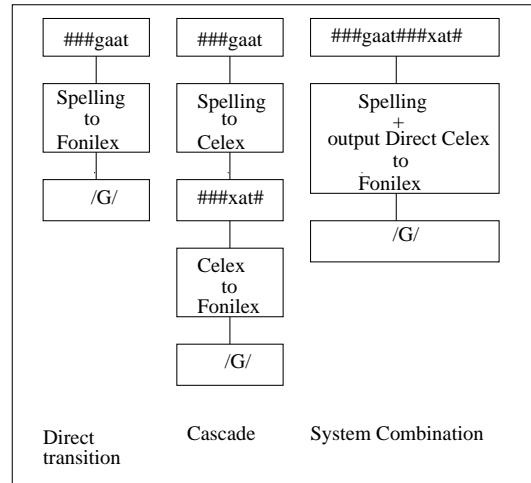 ###gaat
Spelling
to
Fonilex
/G/
Direct
transition
###gaat
Spelling
to
Celex
###xat#
Celex
to
Fonilex
/G/
Cascade
###gaat###xat#
Spelling
+
output Direct Celex
to
Fonilex
/G/
System Combination